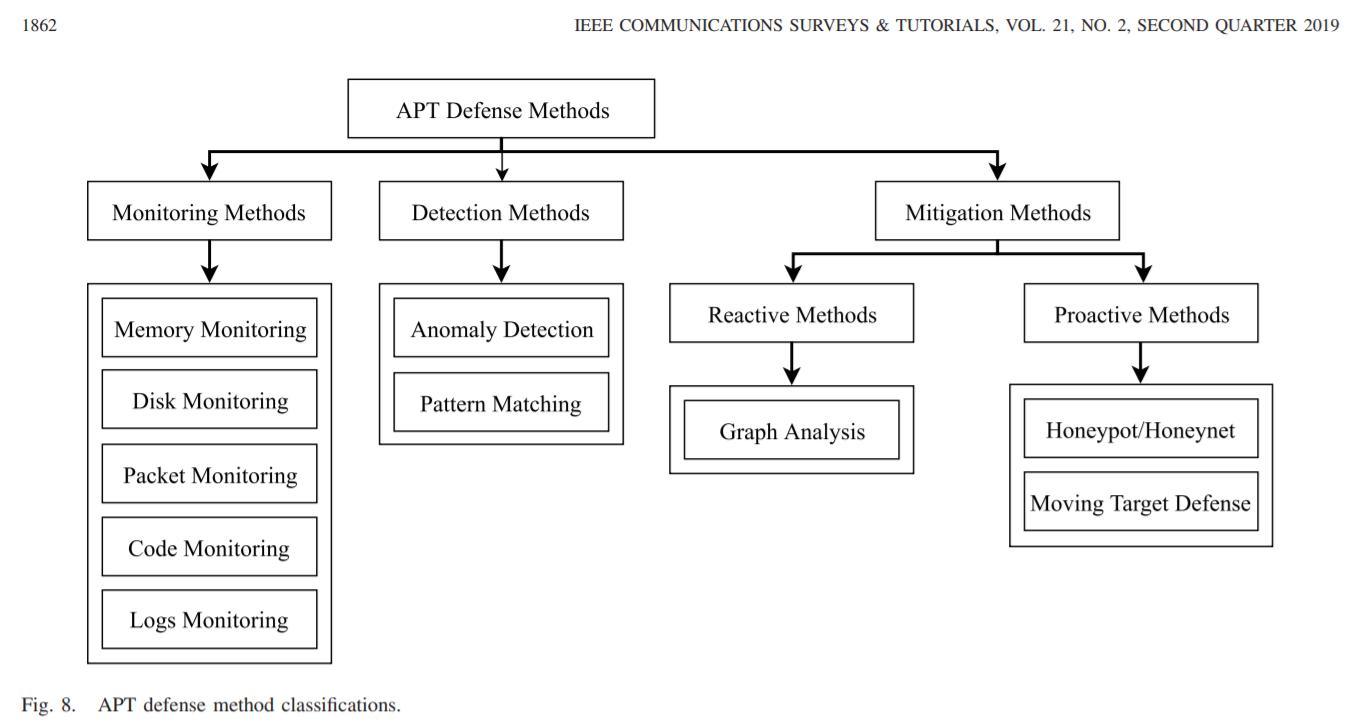 1862
IEEE COMMUNICATIONS SURVEYS & TUTORIALS, VOL. 21, NO. 2, SECOND QUARTER 2019
APT Defense Methods
Monitoring Methods
Detection Methods
Mitigation Methods
Memory Monitoring
Disk Monitoring
Packet Monitoring
Code Monitoring
Logs Monitoring
Anomaly Detection
Pattern Matching
Reactive Methods
Graph Analysis
Proactive Methods
Honeypot/Honeynet
Moving Target Defense
Fig. 8. APT defense method classifications.